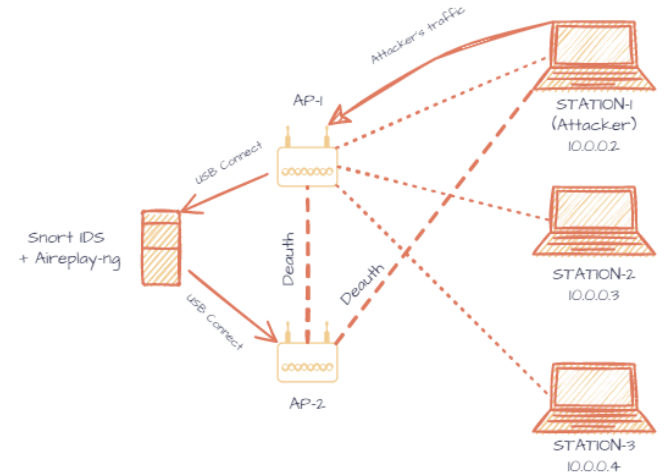 Attacker's traffic
AP-1
STATION-1
(Attacker)
10.0.0.2
USB Connect
Snort IDS
+ Aireplay-ng
Deauth
Deauth
STATION-2
10.0.0.3
USB Connect
AP-2
STATION-3
10.0.0.4